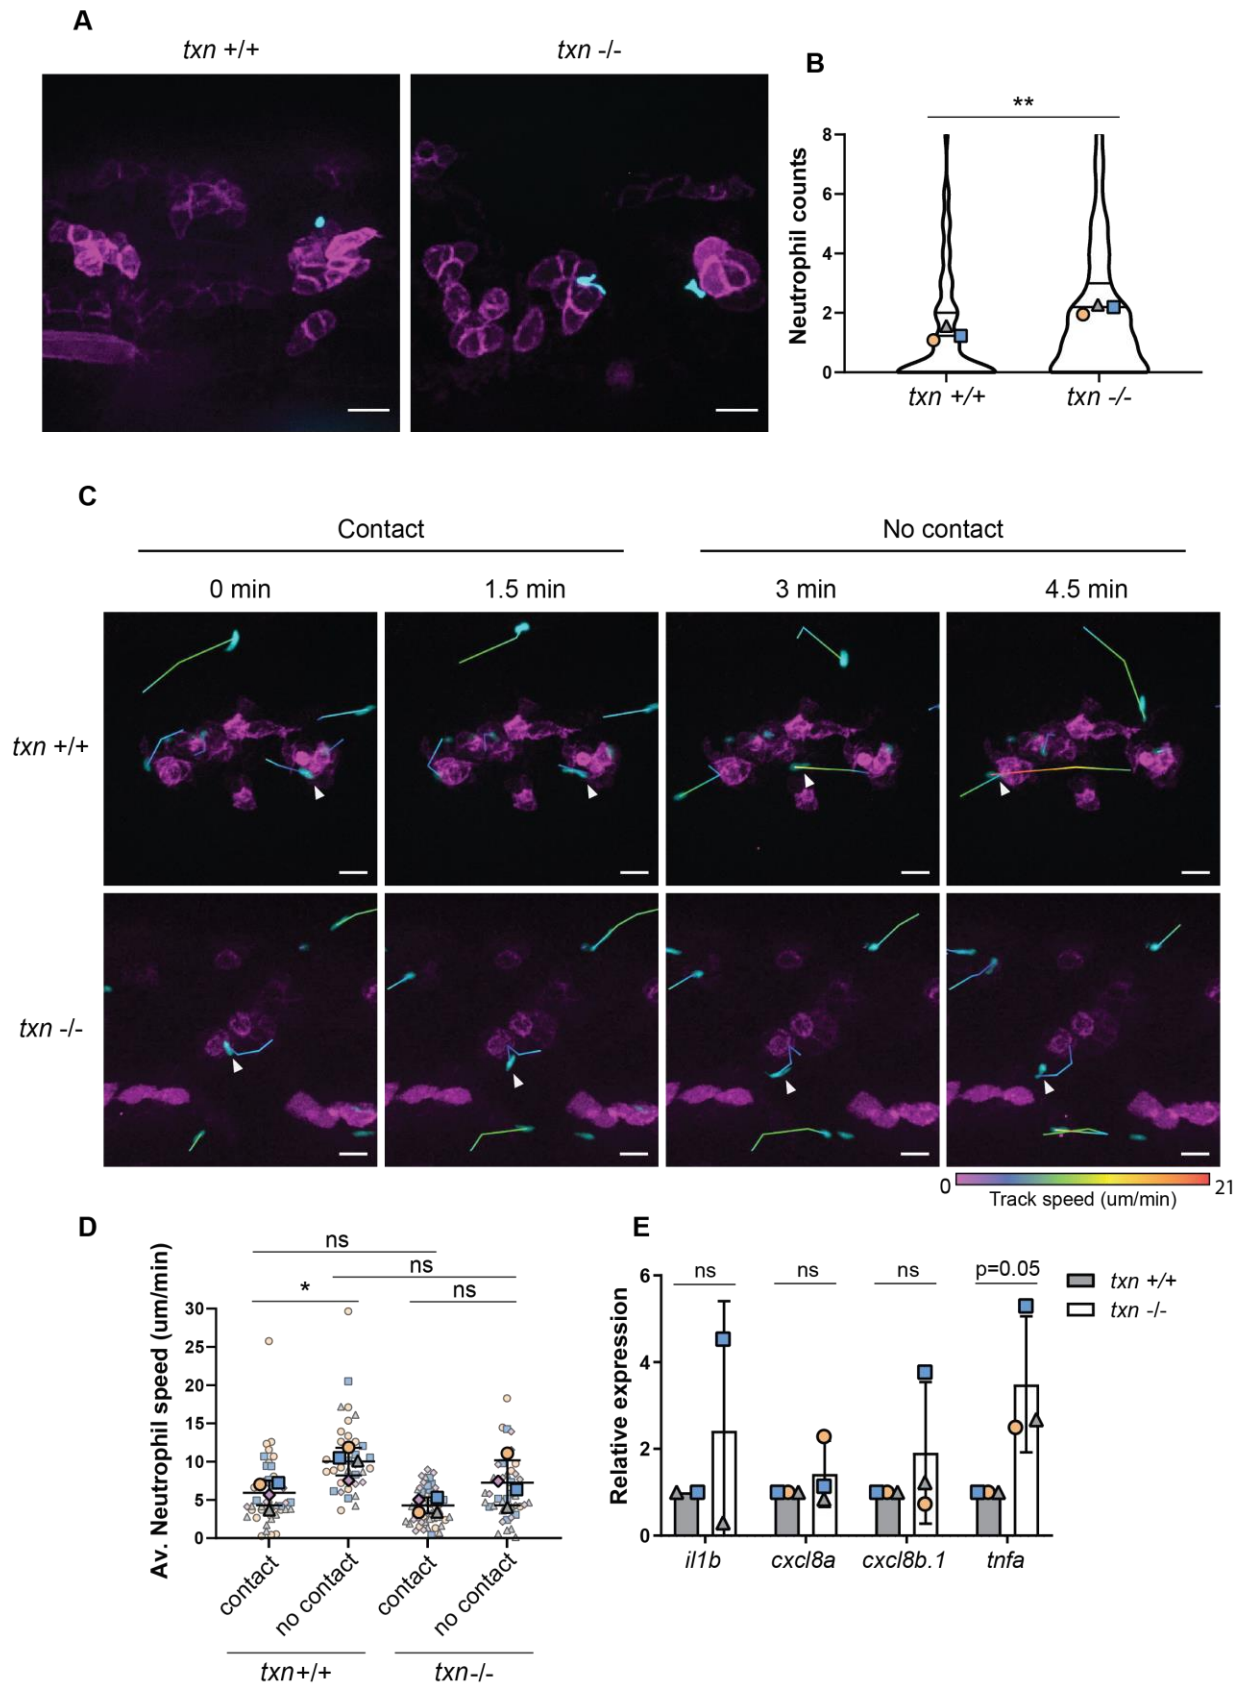 A
txn +/+
txn -/-
B
**
Neutrophil counts
8
6
4
2
0
txn +/+
txn -/-
C
Contact
No contact
0 min
1.5 min
3 min
4.5 min
txn +/+
txn -/-
0
21
Track speed (um/min)
D
ns
ns
*
ns
Av. Neutrophil speed (um/min)
30
25
20
15
10
5
0
contact
no contact
contact
no contact
txn+/+
txn-/-
E
ns
ns
ns
p=0.05
txn +/+
txn -/-
Relative expression
6
4
2
0
il1b
cxcl8a
cxcl8b.1
tnfa